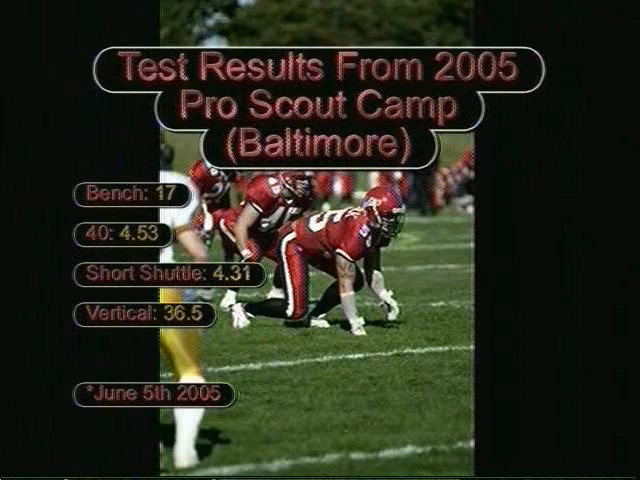 Test Results From 2005
Pro Scout Camp
(Baltimore)
Bench: 17
40: 4.53
Short Shuttle: 4.31
Vertical: 36.5
*June 5th 2005